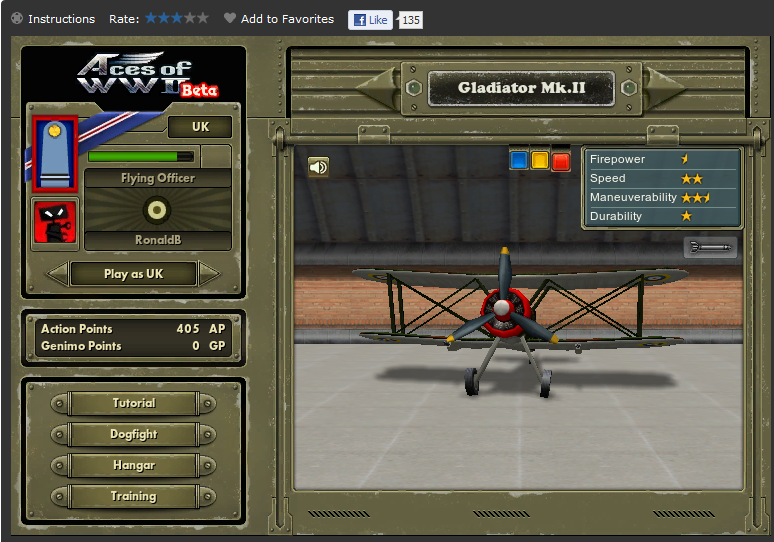 Instructions Rate: Add to Favorites Like 135
Aces of
WWII Beta
UK
Flying Officer
RonaldB
Play as UK
Action Points 405 AP
Genimo Points 0 GP
Tutorial
Dogfight
Hangar
Training
Gladiator Mk.II
Firepower
Speed
Maneuverability
Durability